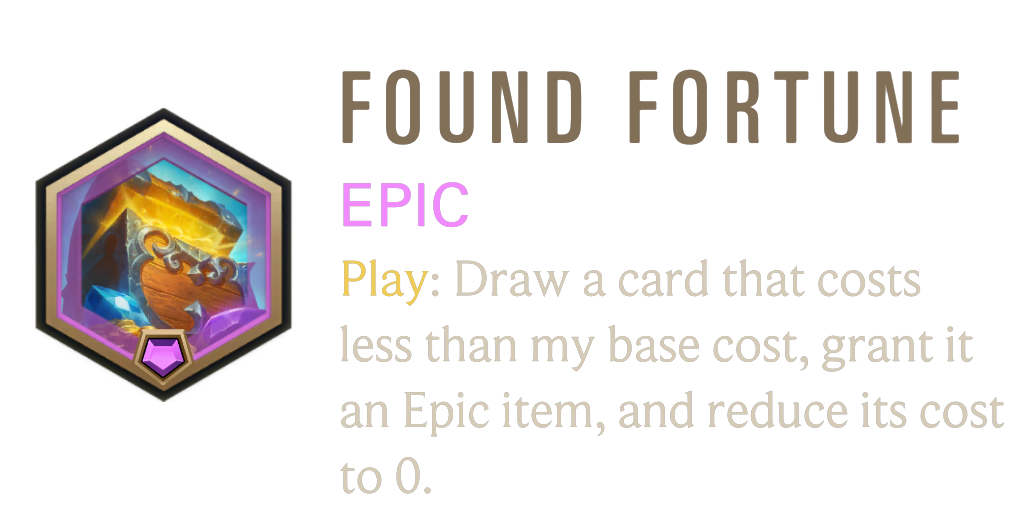 FOUND FORTUNE
EPIC
Play: Draw a card that costs
less than my base cost, grant it
an Epic item, and reduce its cost
to 0.